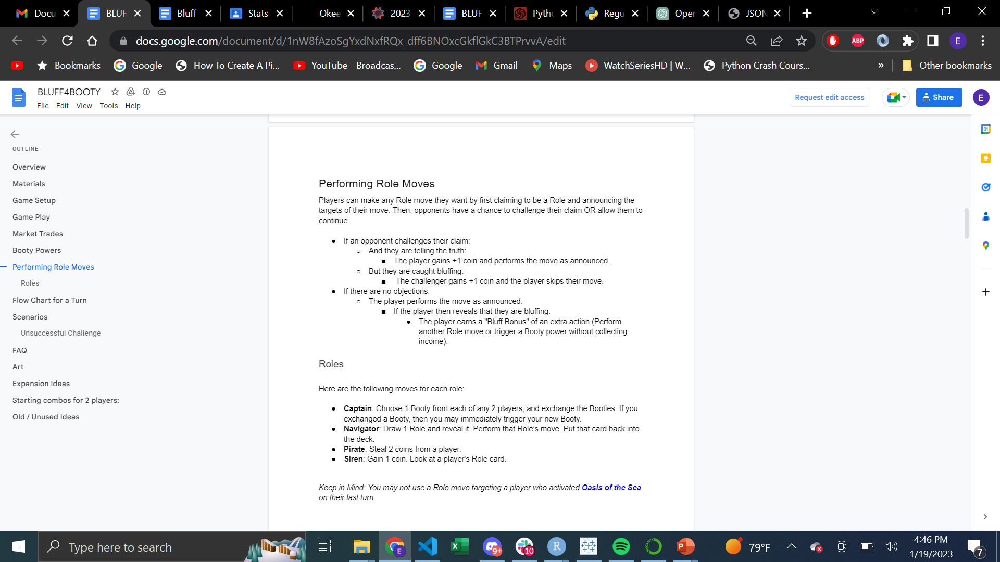 Docu
BLUF
Bluff
Stats
Okee
2023
BLUF
Pytho
Regu
Oper
JSON
docs.google.com/document/d/1nW8fAzoSgYxdNxfRQx_dff6BNOxcGkflGkC3BTPrvvA/edit
ABP
E
Bookmarks
Google
How To Create A Pi...
YouTube - Broadcas...
Google
Gmail
Maps
WatchSeriesHD | W...
Python Crash Cours...
»
Other bookmarks
BLUFF4BOOTY
File Edit View Tools Help
Request edit access
Share
E
OUTLINE
Overview
Materials
Game Setup
Game Play
Market Trades
Booty Powers
Performing Role Moves
Roles
Flow Chart for a Turn
Scenarios
Unsuccessful Challenge
FAQ
Art
Expansion Ideas
Starting combos for 2 players:
Old / Unused Ideas
Performing Role Moves
Players can make any Role move they want by first claiming to be a Role and announcing the
targets of their move. Then, opponents have a chance to challenge their claim OR allow them to
continue.
● If an opponent challenges their claim:
○ And they are telling the truth:
■ The player gains +1 coin and performs the move as announced.
○ But they are caught bluffing:
■ The challenger gains +1 coin and the player skips their move.
● If there are no objections:
○ The player performs the move as announced.
■ If the player then reveals that they are bluffing:
● The player earns a "Bluff Bonus" of an extra action (Perform
another Role move or trigger a Booty power without collecting
income).
Roles
Here are the following moves for each role:
● Captain: Choose 1 Booty from each of any 2 players, and exchange the Booties. If you
exchanged a Booty, then you may immediately trigger your new Booty.
● Navigator: Draw 1 Role and reveal it. Perform that Role’s move. Put that card back into
the deck.
● Pirate: Steal 2 coins from a player.
● Siren: Gain 1 coin. Look at a player's Role card.
Keep in Mind: You may not use a Role move targeting a player who activated Oasis of the Sea
on their last turn.
31
Type here to search
E
X
9+
10
R
P
79°F
4:46 PM
1/19/2023
7